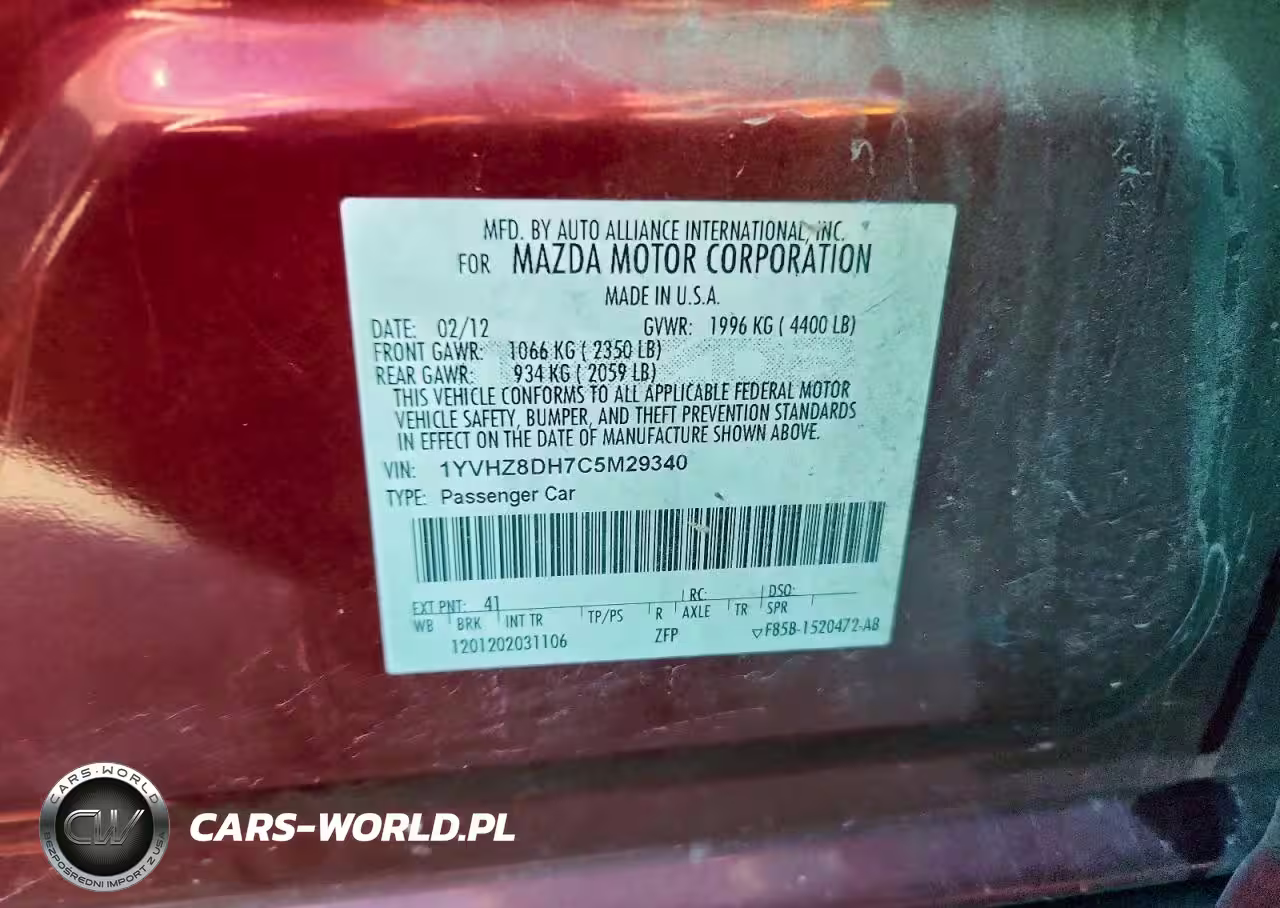 MFD. BY AUTO ALLIANCE INTERNATIONAL, INC.
FOR MAZDA MOTOR CORPORATION
MADE IN U.S.A.
DATE: 02/12 GVWR: 1996 KG ( 4400 LB)
FRONT GAWR: 1066 KG ( 2350 LB)
REAR GAWR: 934 KG ( 2059 LB)
THIS VEHICLE CONFORMS TO ALL APPLICABLE FEDERAL MOTOR
VEHICLE SAFETY, BUMPER, AND THEFT PREVENTION STANDARDS
IN EFFECT ON THE DATE OF MANUFACTURE SHOWN ABOVE.
VIN: 1YVHZ8DH7C5M29340
TYPE: Passenger Car
EXT PNT: 41 RC: DSO:
WB BRK INT TR TP/PS R AXLE TR SPR
1201202031106 ZFP ▽F85B-1520472-AB
CARS-WORLD
CW
BEZPOŚREDNI IMPORT Z USA
CARS-WORLD.PL